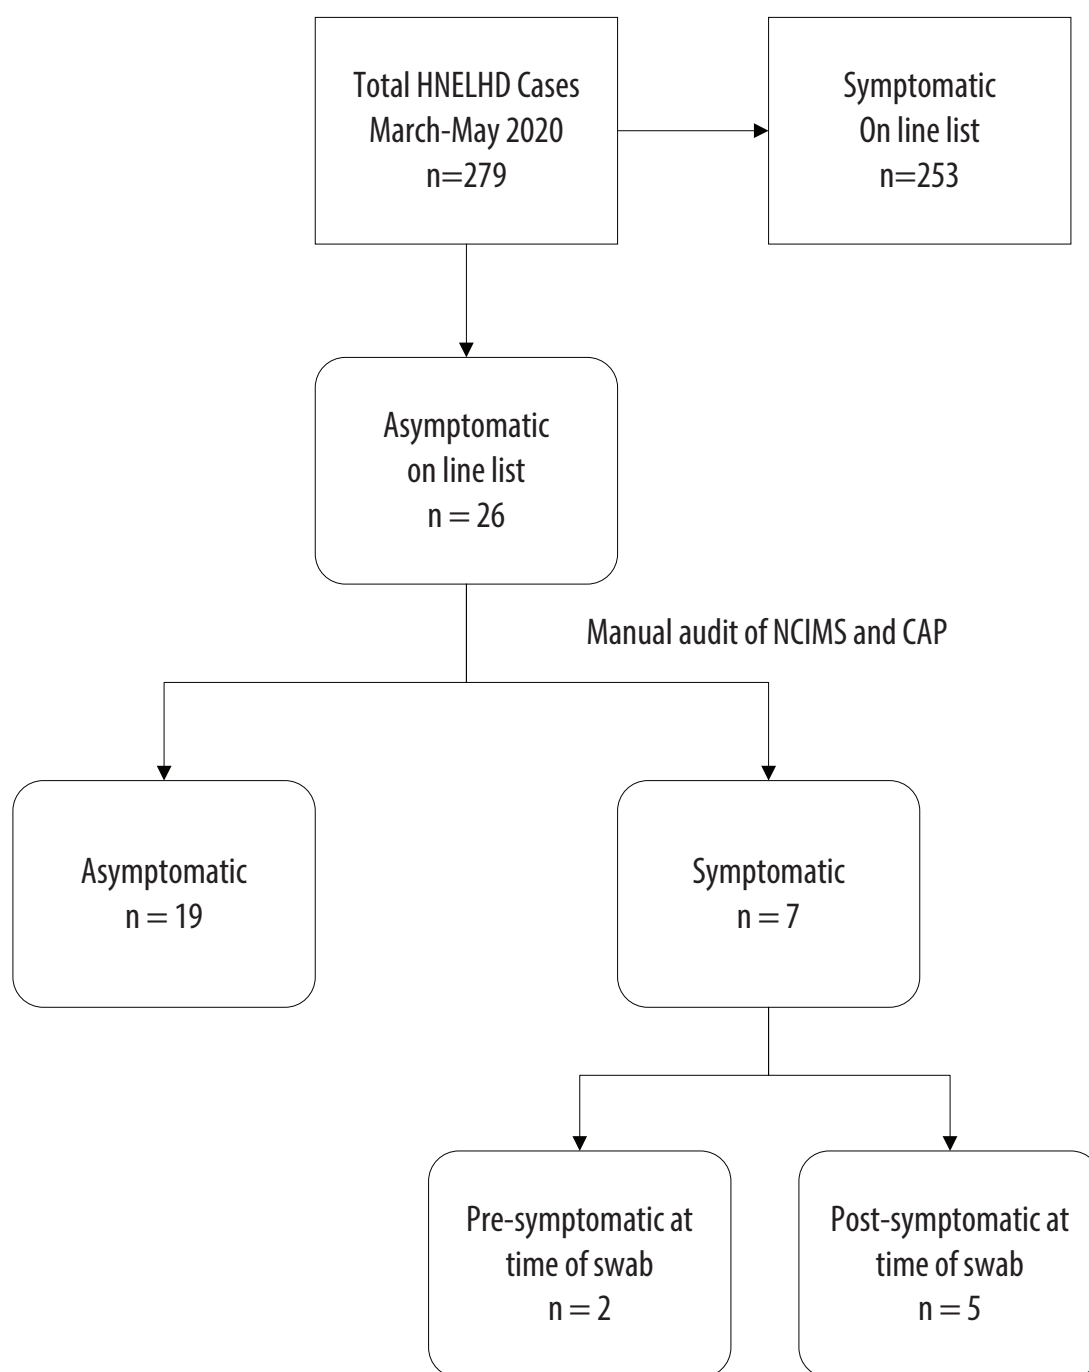 Total HNELHD Cases
March-May 2020
n=279
Symptomatic
On line list
n=253
Asymptomatic
on line list
n = 26
Manual audit of NCIMS and CAP
Asymptomatic
n = 19
Symptomatic
n = 7
Pre-symptomatic at
time of swab
n = 2
Post-symptomatic at
time of swab
n = 5